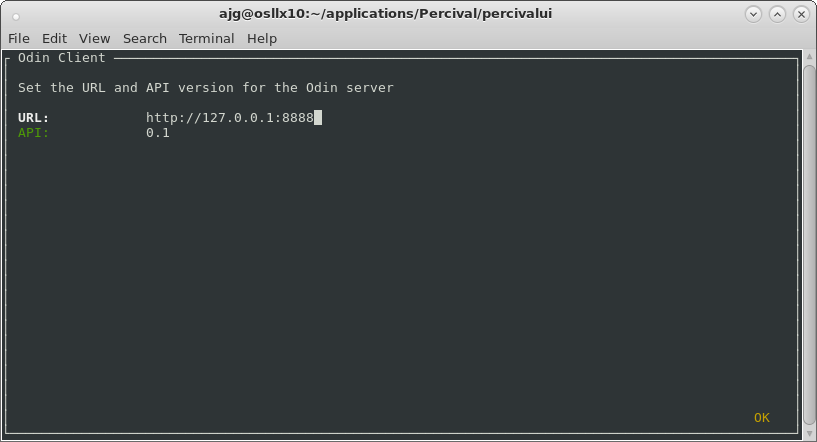 ajg@osllx10:~/applications/Percival/percivalui
File Edit View Search Terminal Help
Odin Client
Set the URL and API version for the Odin server
URL: http://127.0.0.1:8888
API: 0.1
OK